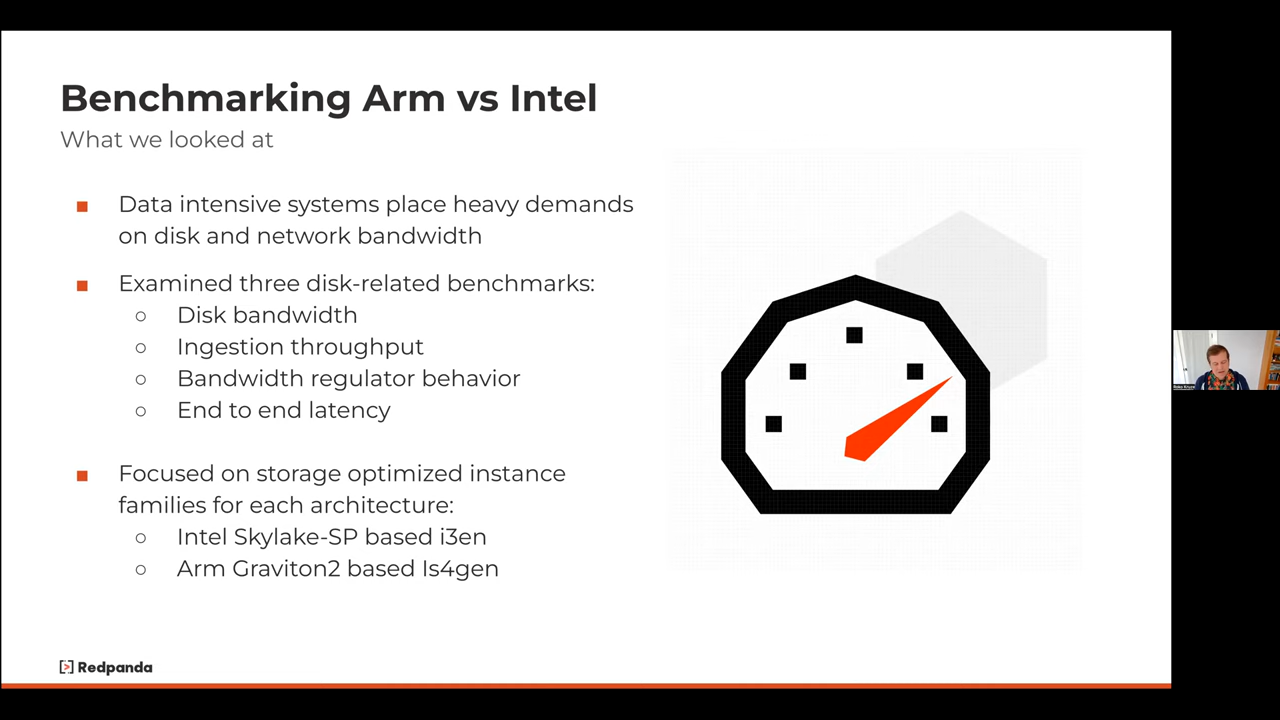 Benchmarking Arm vs Intel
What we looked at
Data intensive systems place heavy demands
on disk and network bandwidth
Examined three disk-related benchmarks:
Disk bandwidth
Ingestion throughput
Bandwidth regulator behavior
End to end latency
Focused on storage optimized instance
families for each architecture:
Intel Skylake-SP based i3en
Arm Graviton2 based Is4gen
Redpanda